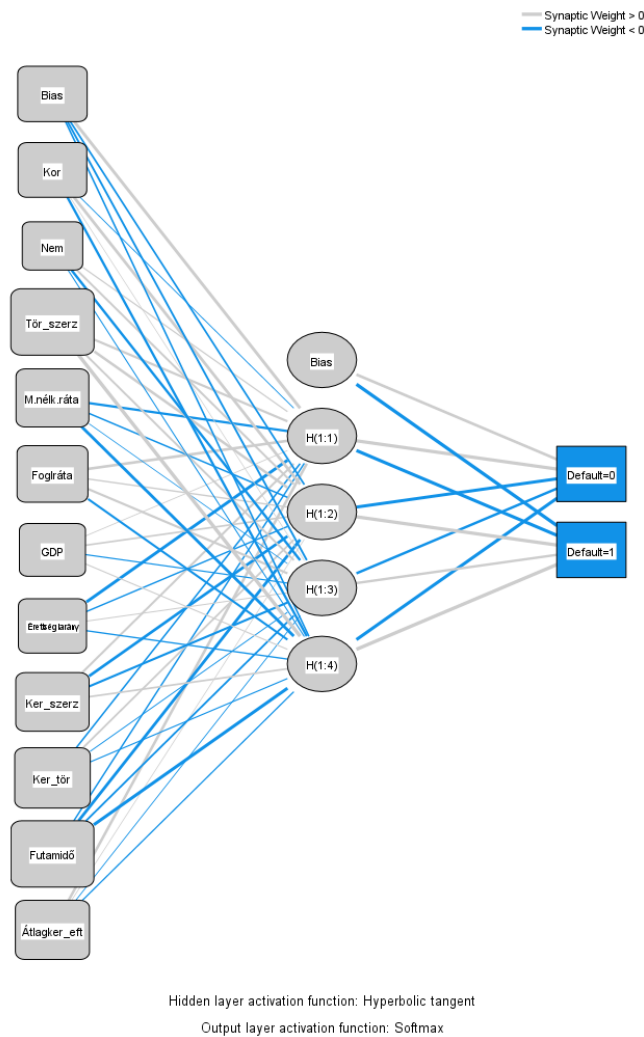 Synaptic Weight > 0
Synaptic Weight < 0
Bias
Kor
Nem
Tör_szerz
M.nélk.ráta
Foglráta
GDP
Érettségiarány
Ker_szerz
Ker_tör
Futamidő
Átlagker_eft
Bias
H(1:1)
H(1:2)
H(1:3)
H(1:4)
Default=0
Default=1
Hidden layer activation function: Hyperbolic tangent
Output layer activation function: Softmax